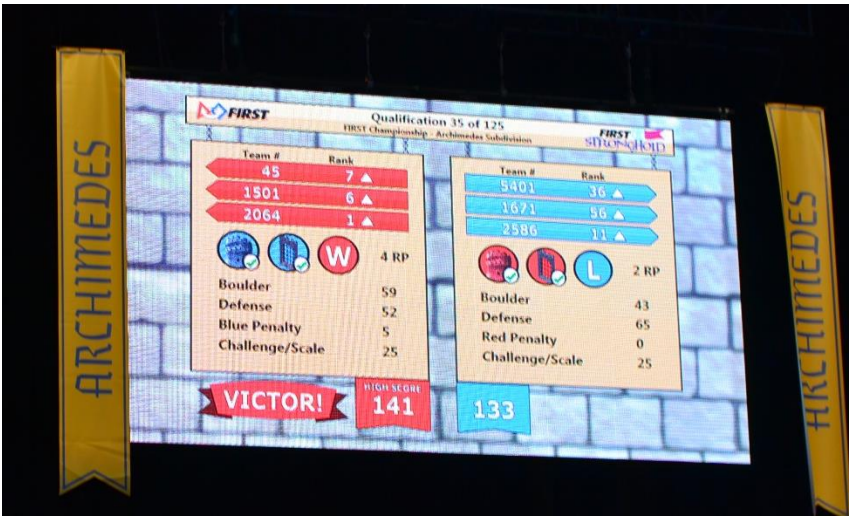 ARCHIMEDES
FIRST
Qualification 35 of 125
FIRST Championship - Archimedes Subdivision
FIRST
STRONGHOLD
Team # Rank
45 7
1501 6
2064 1
W 4 RP
Boulder 59
Defense 52
Blue Penalty 5
Challenge/Scale 25
VICTOR!
HIGH SCORE
141
Team # Rank
5401 36
1671 56
2586 11
L 2 RP
Boulder 43
Defense 65
Red Penalty 0
Challenge/Scale 25
133
ARCHIMEDES